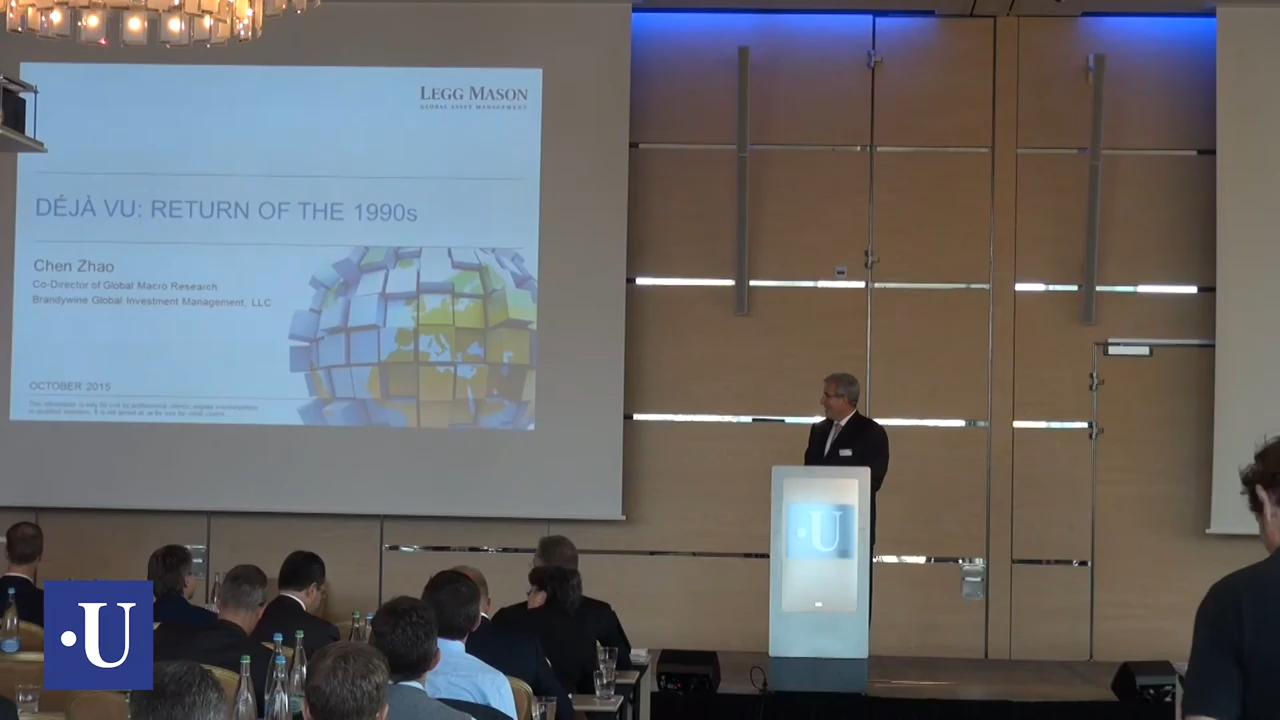 LEGG MASON
GLOBAL ASSET MANAGEMENT
DÉJÀ VU: RETURN OF THE 1990s
Chen Zhao
Co-Director of Global Macro Research
Brandywine Global Investment Management, LLC
OCTOBER 2015
·U
·U